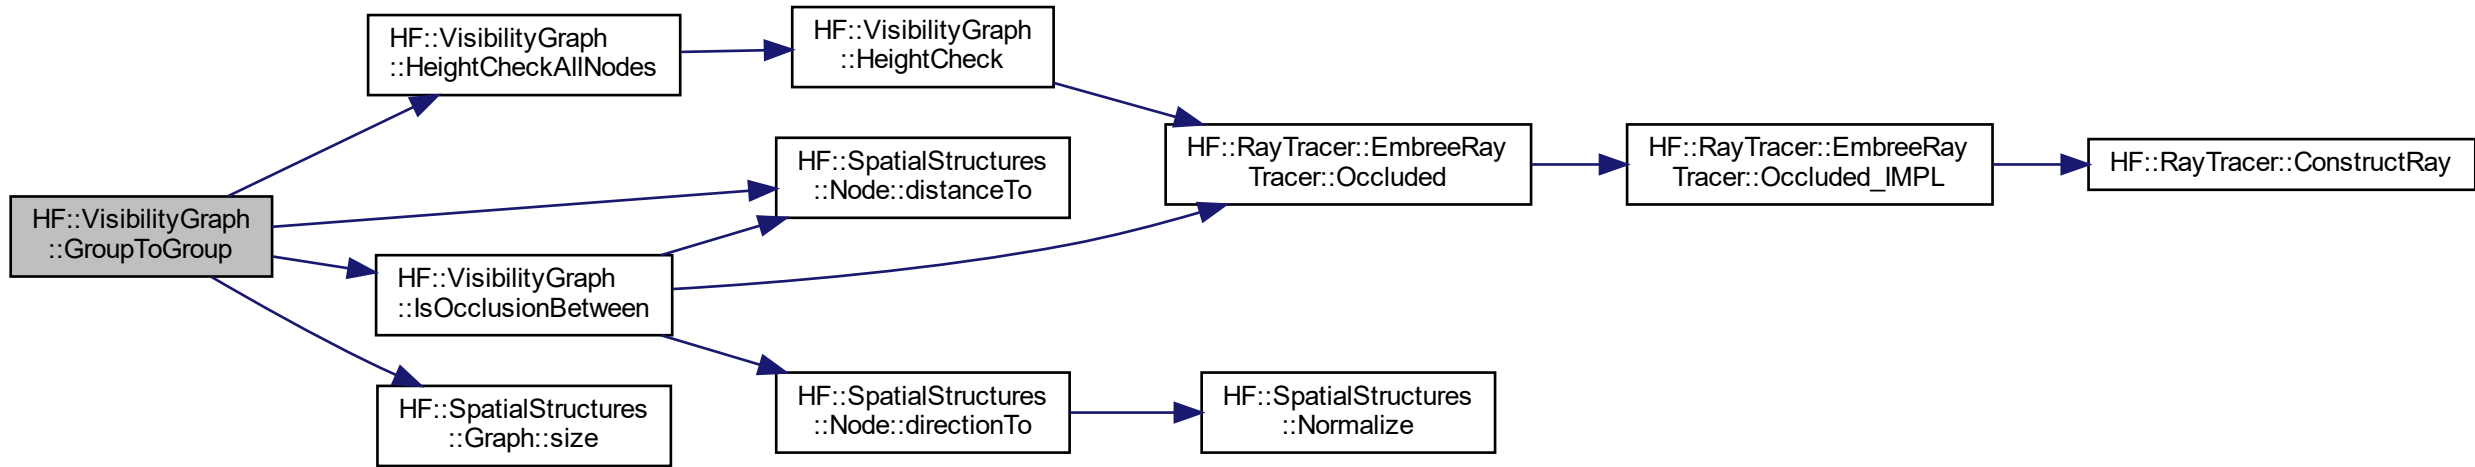 HF::VisibilityGraph
::GroupToGroup
HF::VisibilityGraph
::HeightCheckAllNodes
HF::VisibilityGraph
::HeightCheck
HF::SpatialStructures
::Node::distanceTo
HF::VisibilityGraph
::IsOcclusionBetween
HF::SpatialStructures
::Graph::size
HF::SpatialStructures
::Node::directionTo
HF::SpatialStructures
::Normalize
HF::RayTracer::EmbreeRay
Tracer::Occluded
HF::RayTracer::EmbreeRay
Tracer::Occluded_IMPL
HF::RayTracer::ConstructRay